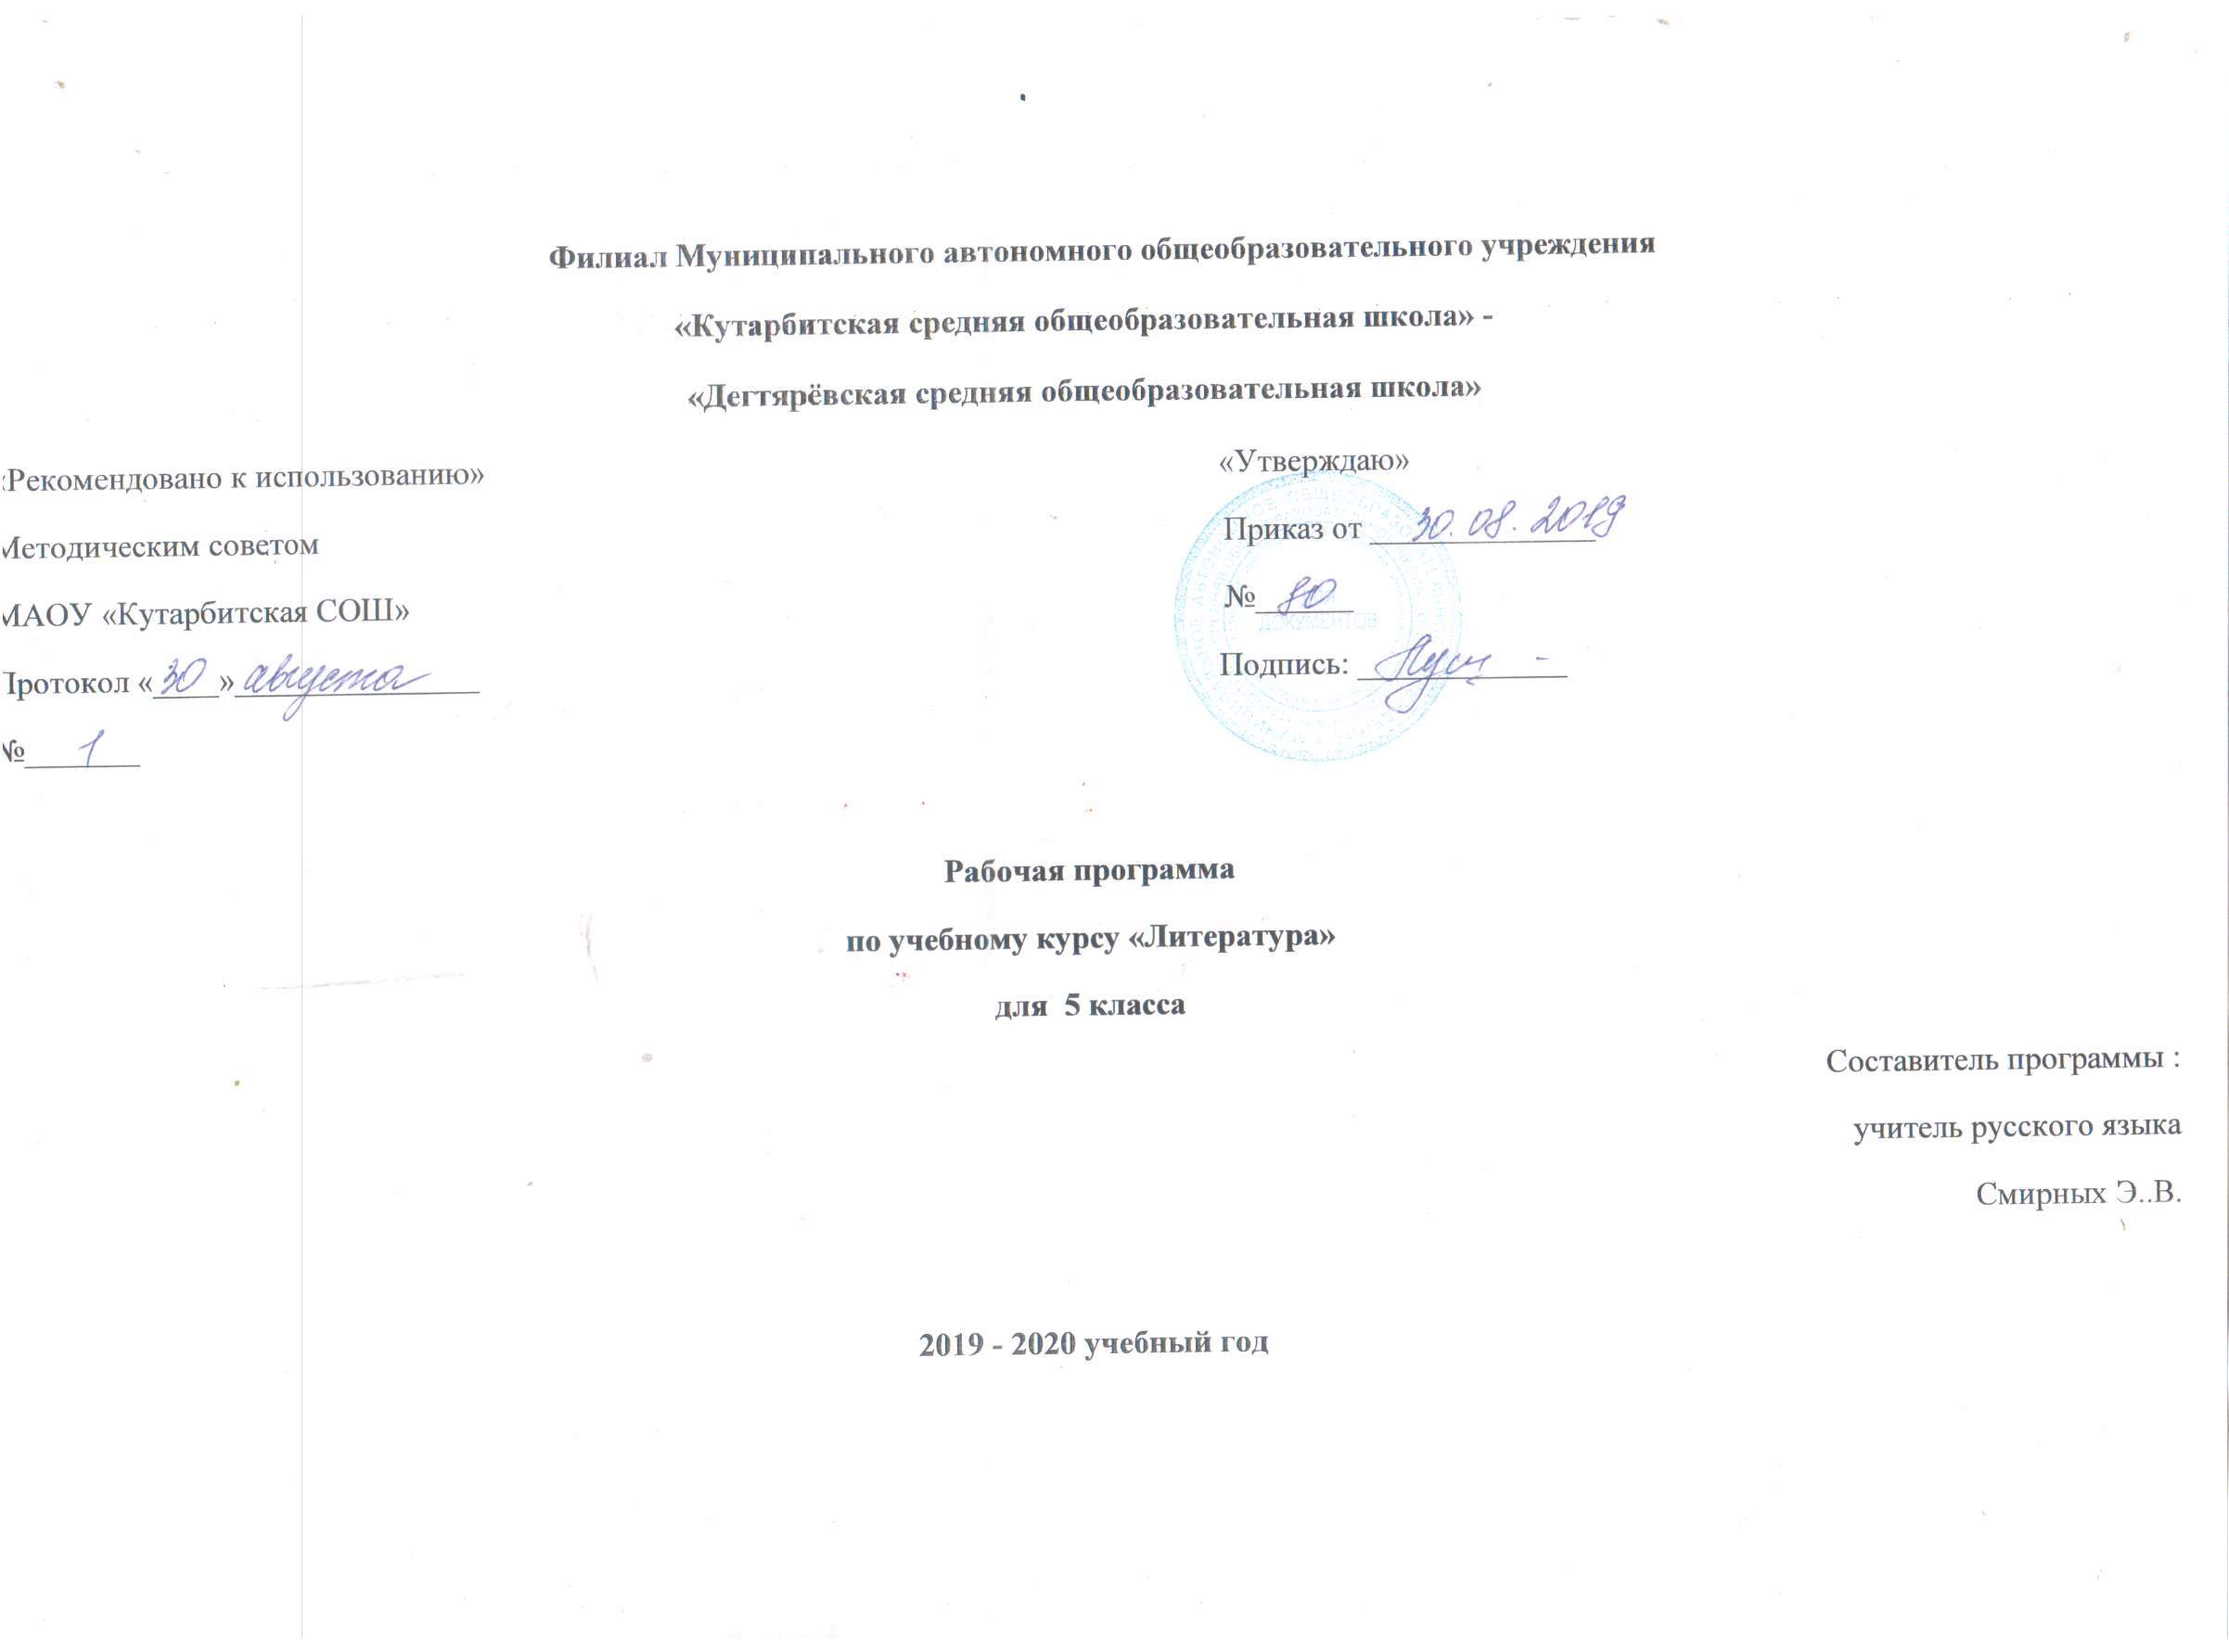 Филиал Муниципального автономного общеобразовательного учреждения
«Кутарбитская средняя общеобразовательная школа» -
«Дегтярёвская средняя общеобразовательная школа»
«Рекомендовано к использованию»
Методическим советом
МАОУ «Кутарбитская СОШ»
Протокол «30» августа
№ 1
«Утверждаю»
Приказ от 30.08.2019
№ 80
ДОКУМЕНТОВ
Подпись:
Рабочая программа
по учебному курсу «Литература»
для 5 класса
Составитель программы :
учитель русского языка
Смирных Э..В.
2019 - 2020 учебный год